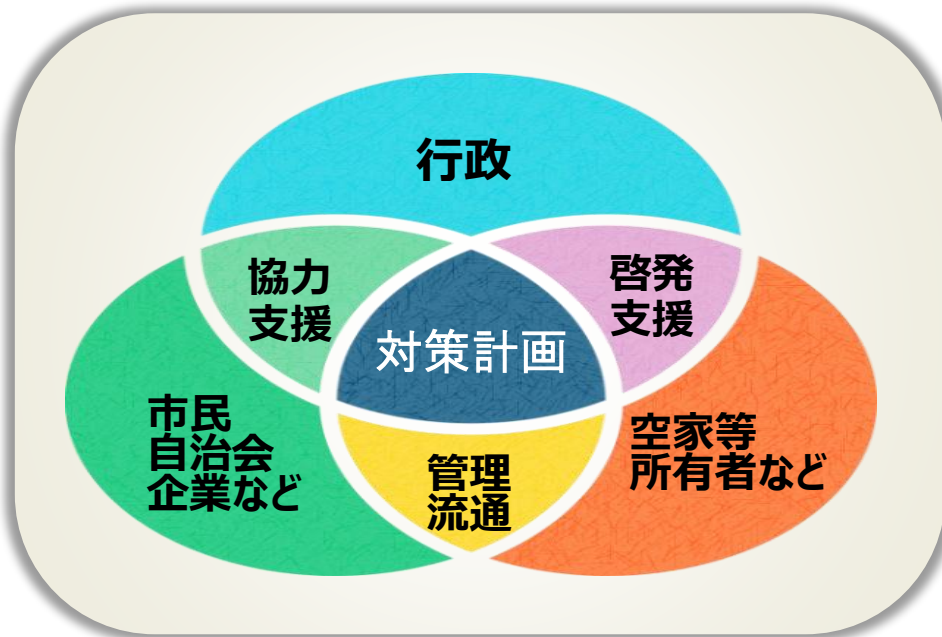 行政
協力
支援
啓発
支援
対策計画
市民
自治会
企業など
管理
流通
空家等
所有者など